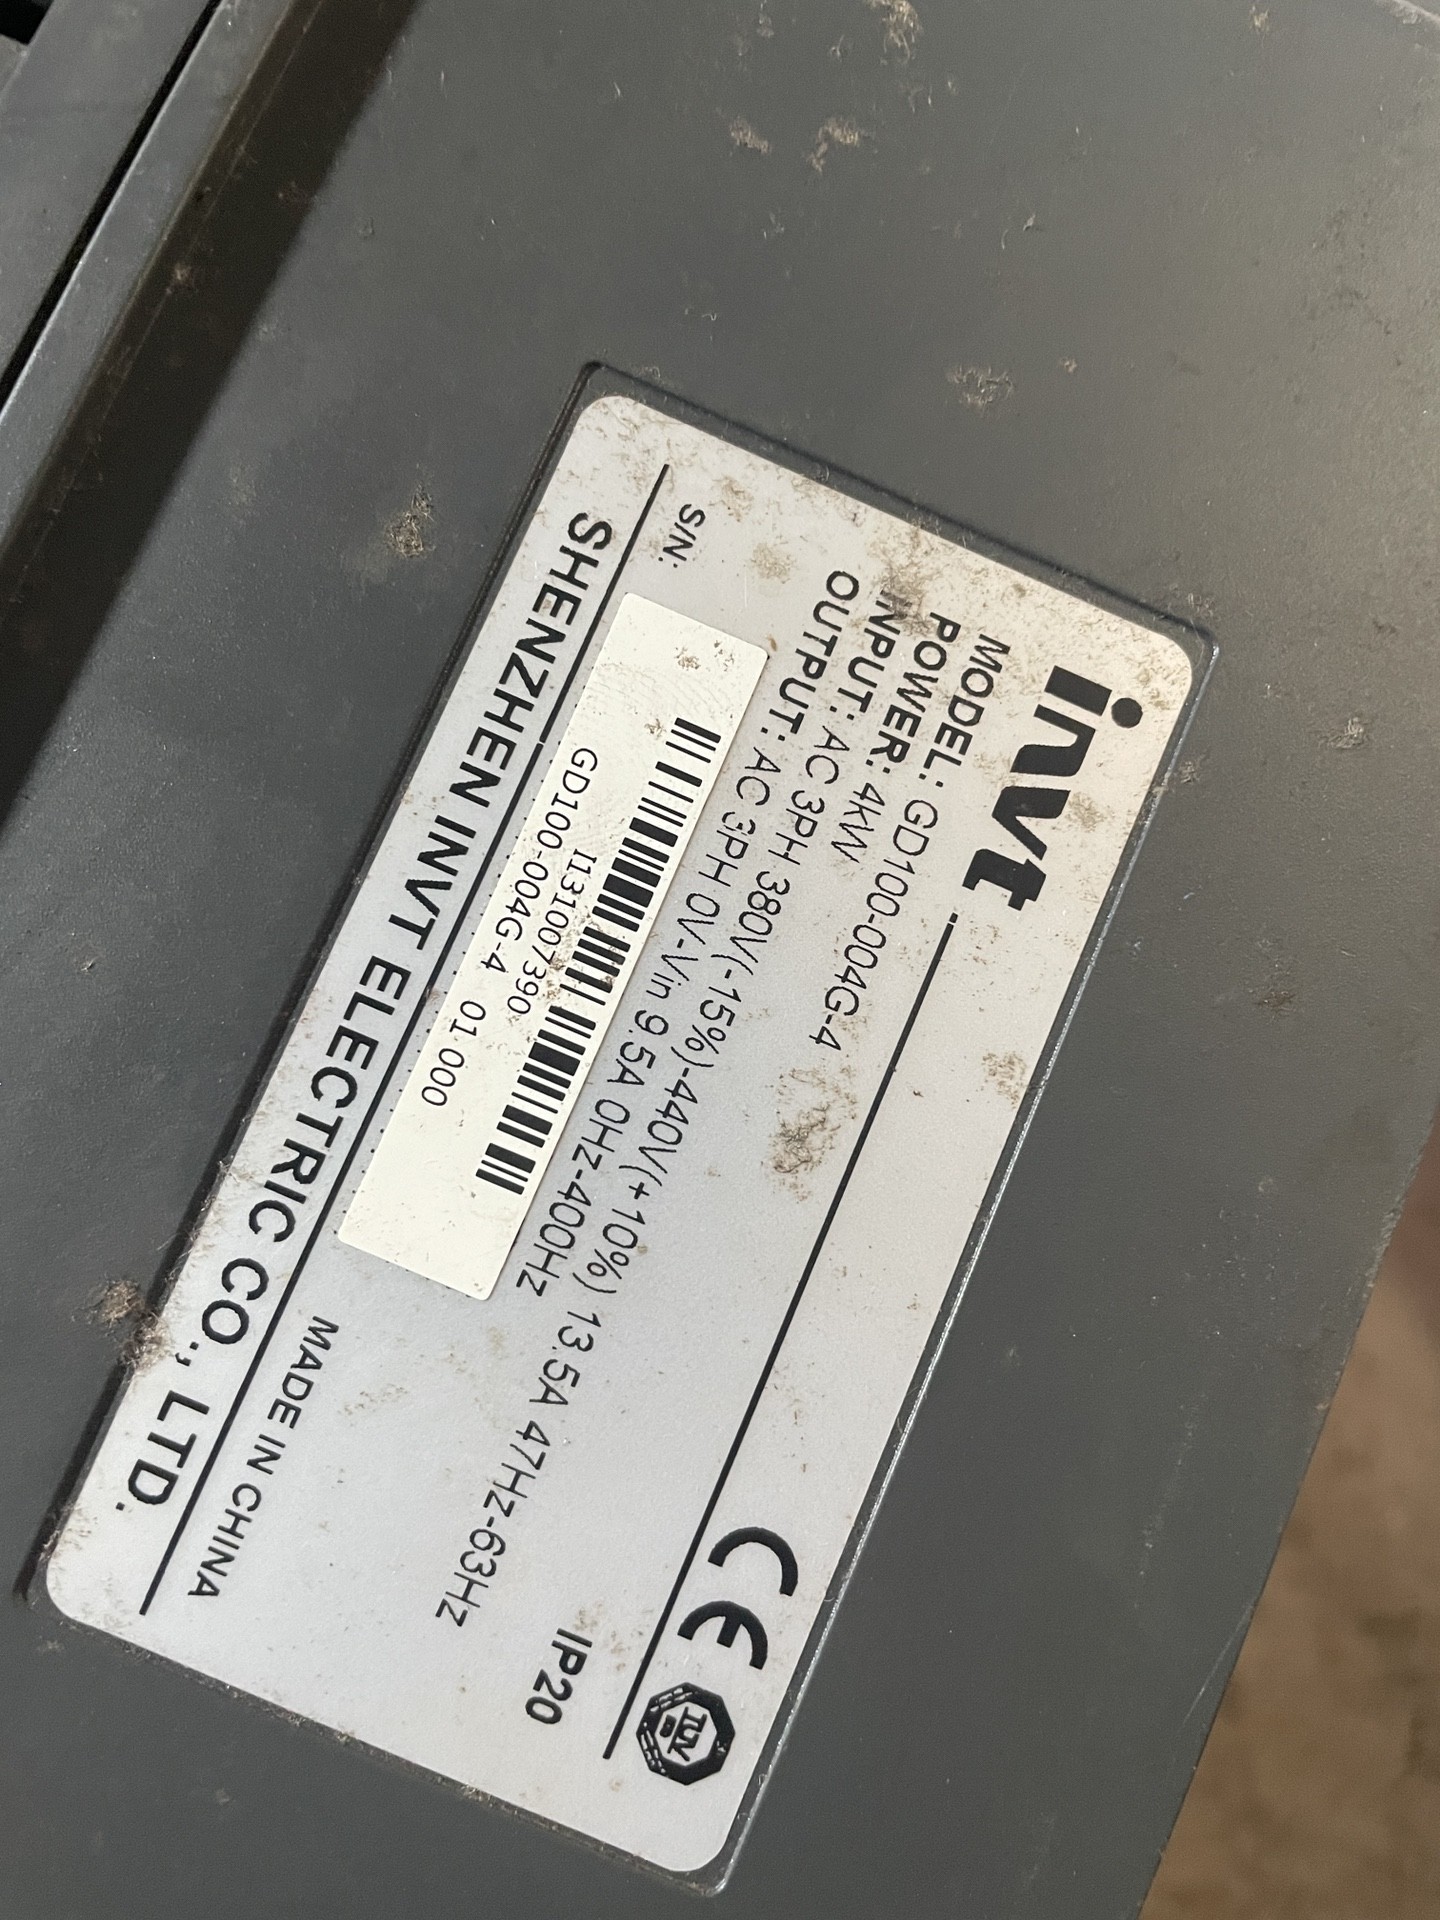 invt
CE
TÜV
MODEL: GD100-004G-4
POWER: 4kW
IP20
INPUT: AC 3PH 380V(-15%)-440V(+10%) 13.5A 47Hz-63Hz
OUTPUT: AC 3PH 0V-Vin 9.5A 0Hz-400Hz
S/N:
I131007390
GD100-004G-4 01 000
MADE IN CHINA
SHENZHEN INVT ELECTRIC CO., LTD.